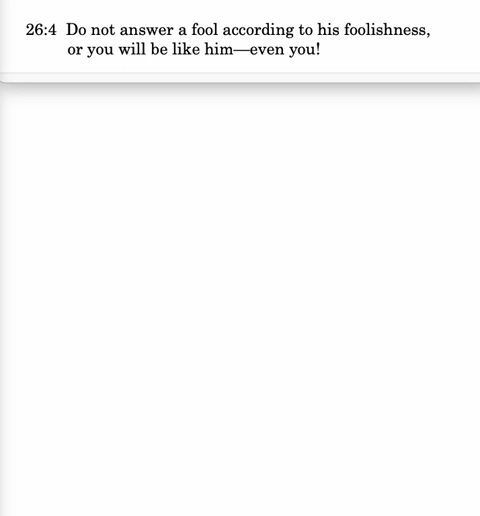 26:4 Do not answer a fool according to his foolishness,
or you will be like him—even you!